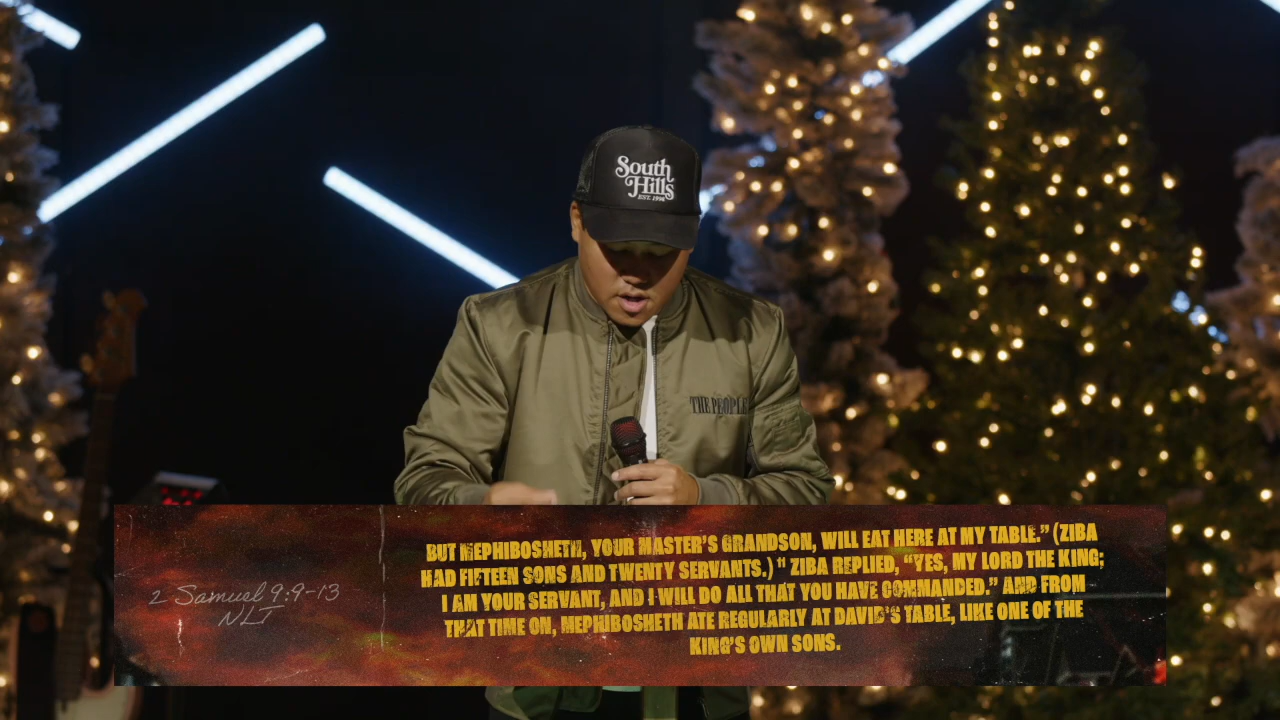 South
Hills
EST. 1996
THE PEOPLE
2 Samuel 9:9-13
NLT
BUT MEPHIBOSHETH, YOUR MASTER’S GRANDSON, WILL EAT HERE AT MY TABLE.” (ZIBA
HAD FIFTEEN SONS AND TWENTY SERVANTS.) 11 ZIBA REPLIED, “YES, MY LORD THE KING;
I AM YOUR SERVANT, AND I WILL DO ALL THAT YOU HAVE COMMANDED.” AND FROM
THAT TIME ON, MEPHIBOSHETH ATE REGULARLY AT DAVID’S TABLE, LIKE ONE OF THE
KING’S OWN SONS.